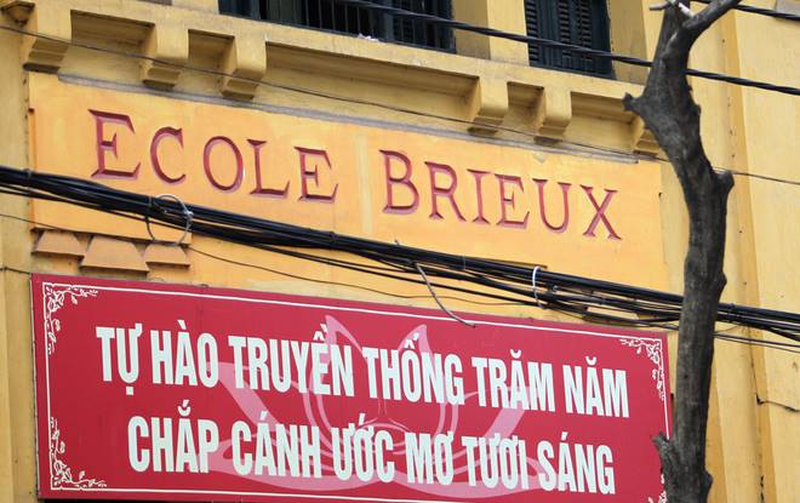 ECOLE BRIEUX
TỰ HÀO TRUYỀN THỐNG TRĂM NĂM
CHẮP CÁNH ƯỚC MƠ TƯƠI SÁNG